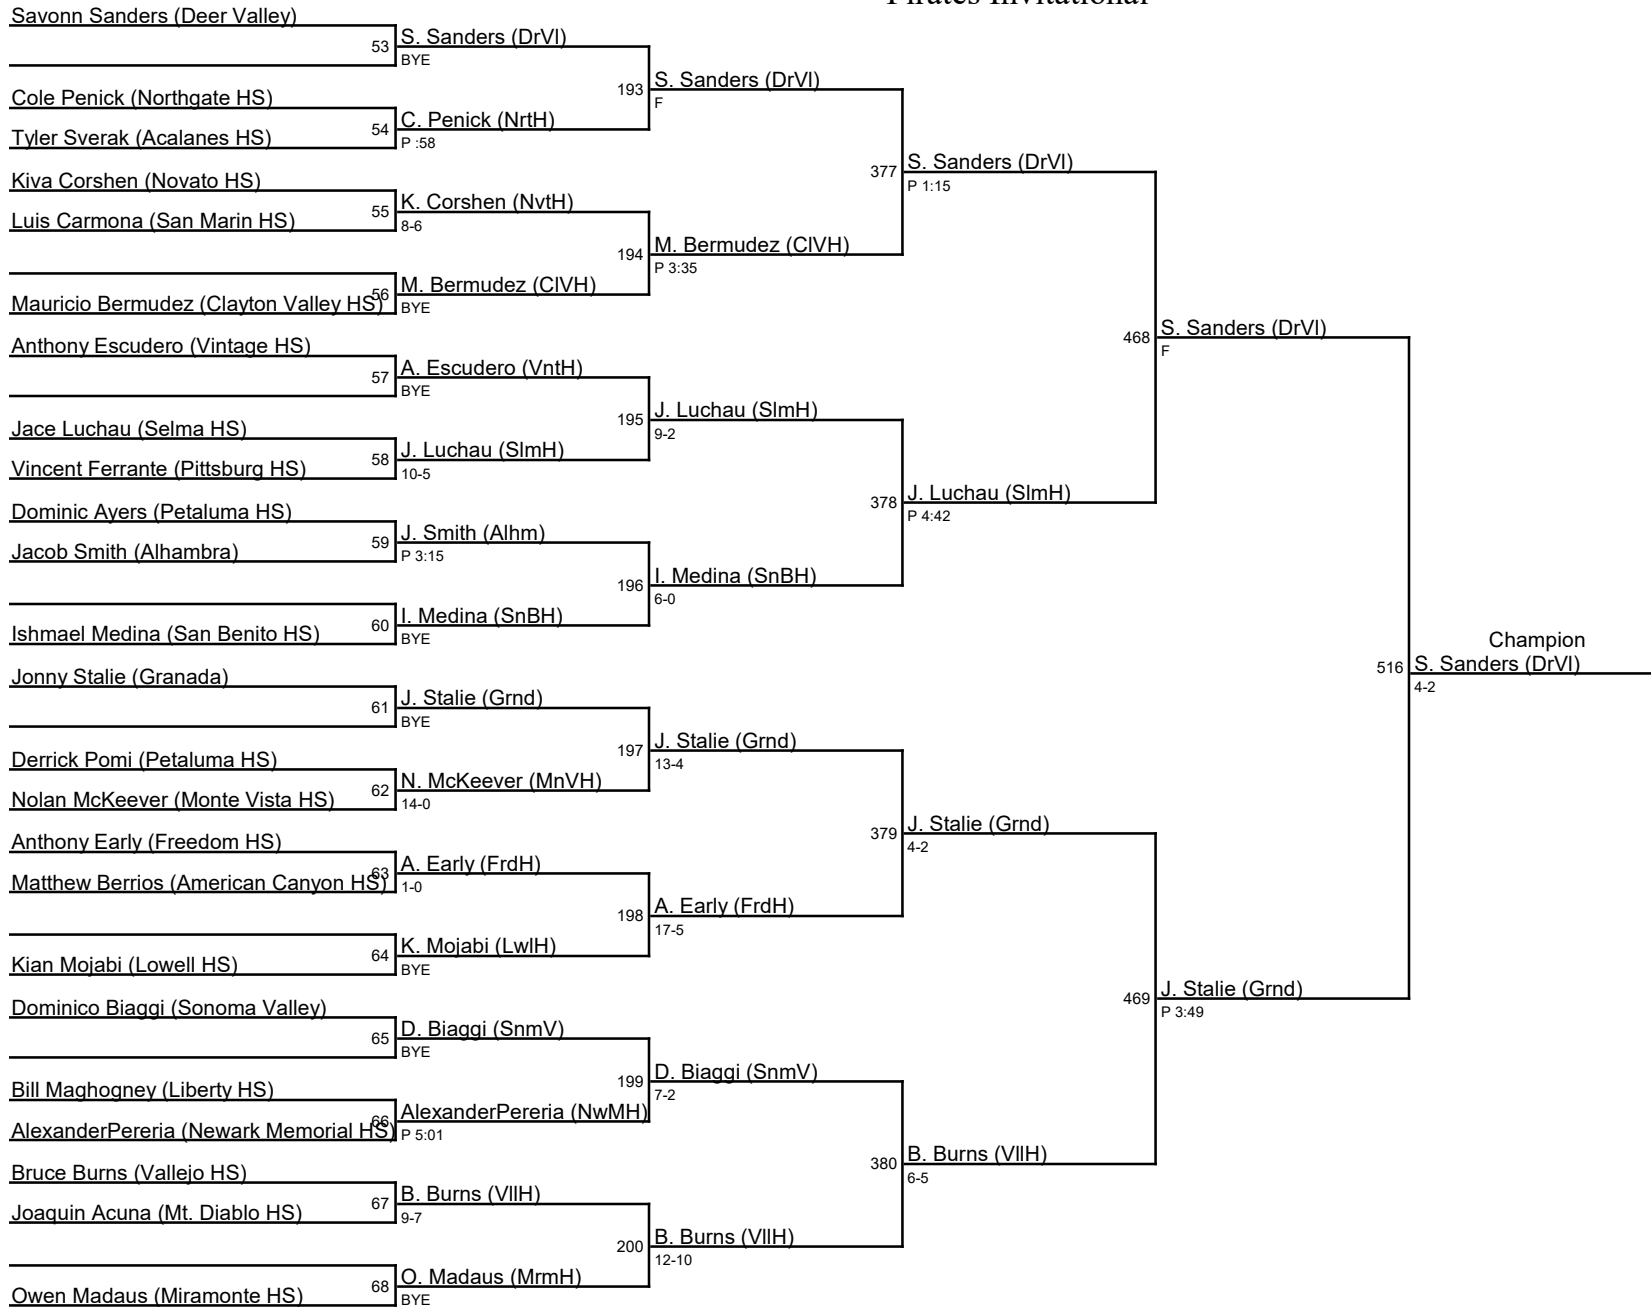 Pirates Invitational
Savonn Sanders (Deer Valley)
53
S. Sanders (DrVl)
BYE
193
S. Sanders (DrVl)
F
Cole Penick (Northgate HS)
Tyler Sverak (Acalanes HS)
54
C. Penick (NrtH)
P :58
377
S. Sanders (DrVl)
P 1:15
Kiva Corshen (Novato HS)
Luis Carmona (San Marin HS)
55
K. Corshen (NvtH)
8-6
194
M. Bermudez (ClVH)
P 3:35
Mauricio Bermudez (Clayton Valley HS)
56
M. Bermudez (ClVH)
BYE
468
S. Sanders (DrVl)
F
Anthony Escudero (Vintage HS)
57
A. Escudero (VntH)
BYE
195
J. Luchau (SlmH)
9-2
Jace Luchau (Selma HS)
Vincent Ferrante (Pittsburg HS)
58
J. Luchau (SlmH)
10-5
378
J. Luchau (SlmH)
P 4:42
Dominic Ayers (Petaluma HS)
Jacob Smith (Alhambra)
59
J. Smith (Alhm)
P 3:15
196
I. Medina (SnBH)
6-0
Ishmael Medina (San Benito HS)
60
I. Medina (SnBH)
BYE
Champion
516
S. Sanders (DrVl)
4-2
Jonny Stalie (Granada)
61
J. Stalie (Grnd)
BYE
197
J. Stalie (Grnd)
13-4
Derrick Pomi (Petaluma HS)
Nolan McKeever (Monte Vista HS)
62
N. McKeever (MnVH)
14-0
379
J. Stalie (Grnd)
4-2
Anthony Early (Freedom HS)
Matthew Berrios (American Canyon HS)
63
A. Early (FrdH)
1-0
198
A. Early (FrdH)
17-5
Kian Mojabi (Lowell HS)
64
K. Mojabi (LwlH)
BYE
469
J. Stalie (Grnd)
P 3:49
Dominico Biaggi (Sonoma Valley)
65
D. Biaggi (SnmV)
BYE
199
D. Biaggi (SnmV)
7-2
Bill Maghogney (Liberty HS)
AlexanderPereria (Newark Memorial HS)
66
AlexanderPereria (NwMH)
P 5:01
380
B. Burns (VllH)
6-5
Bruce Burns (Vallejo HS)
Joaquin Acuna (Mt. Diablo HS)
67
B. Burns (VllH)
9-7
200
B. Burns (VllH)
12-10
Owen Madaus (Miramonte HS)
68
O. Madaus (MrmH)
BYE